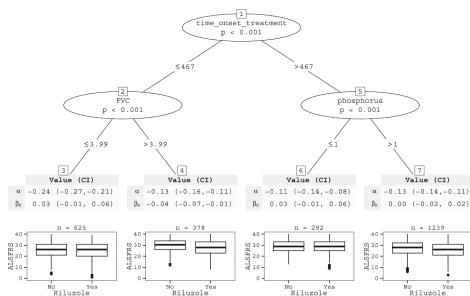 1
time_onset_treatment
p < 0.001
≤467
>467
2
FVC
p < 0.001
5
phosphorus
p < 0.001
≤3.99
>3.99
≤1
>1
3
Value (CI)
α -0.24 (-0.27,-0.21)
0.03 (-0.01, 0.06)
4
Value (CI)
α -0.13 (-0.16,-0.11)
-0.04 (-0.07,-0.01)
6
Value (CI)
α -0.11 (-0.14,-0.08)
0.03 (-0.01, 0.06)
7
Value (CI)
α -0.13 (-0.14,-0.11)
0.00 (-0.02, 0.02)
n = 625
ALSFRS
40
30
20
10
0
No Yes
Riluzole
n = 378
ALSFRS
40
30
20
10
0
No Yes
Riluzole
n = 292
ALSFRS
40
30
20
10
0
No Yes
Riluzole
n = 1239
ALSFRS
40
30
20
10
0
No Yes
Riluzole